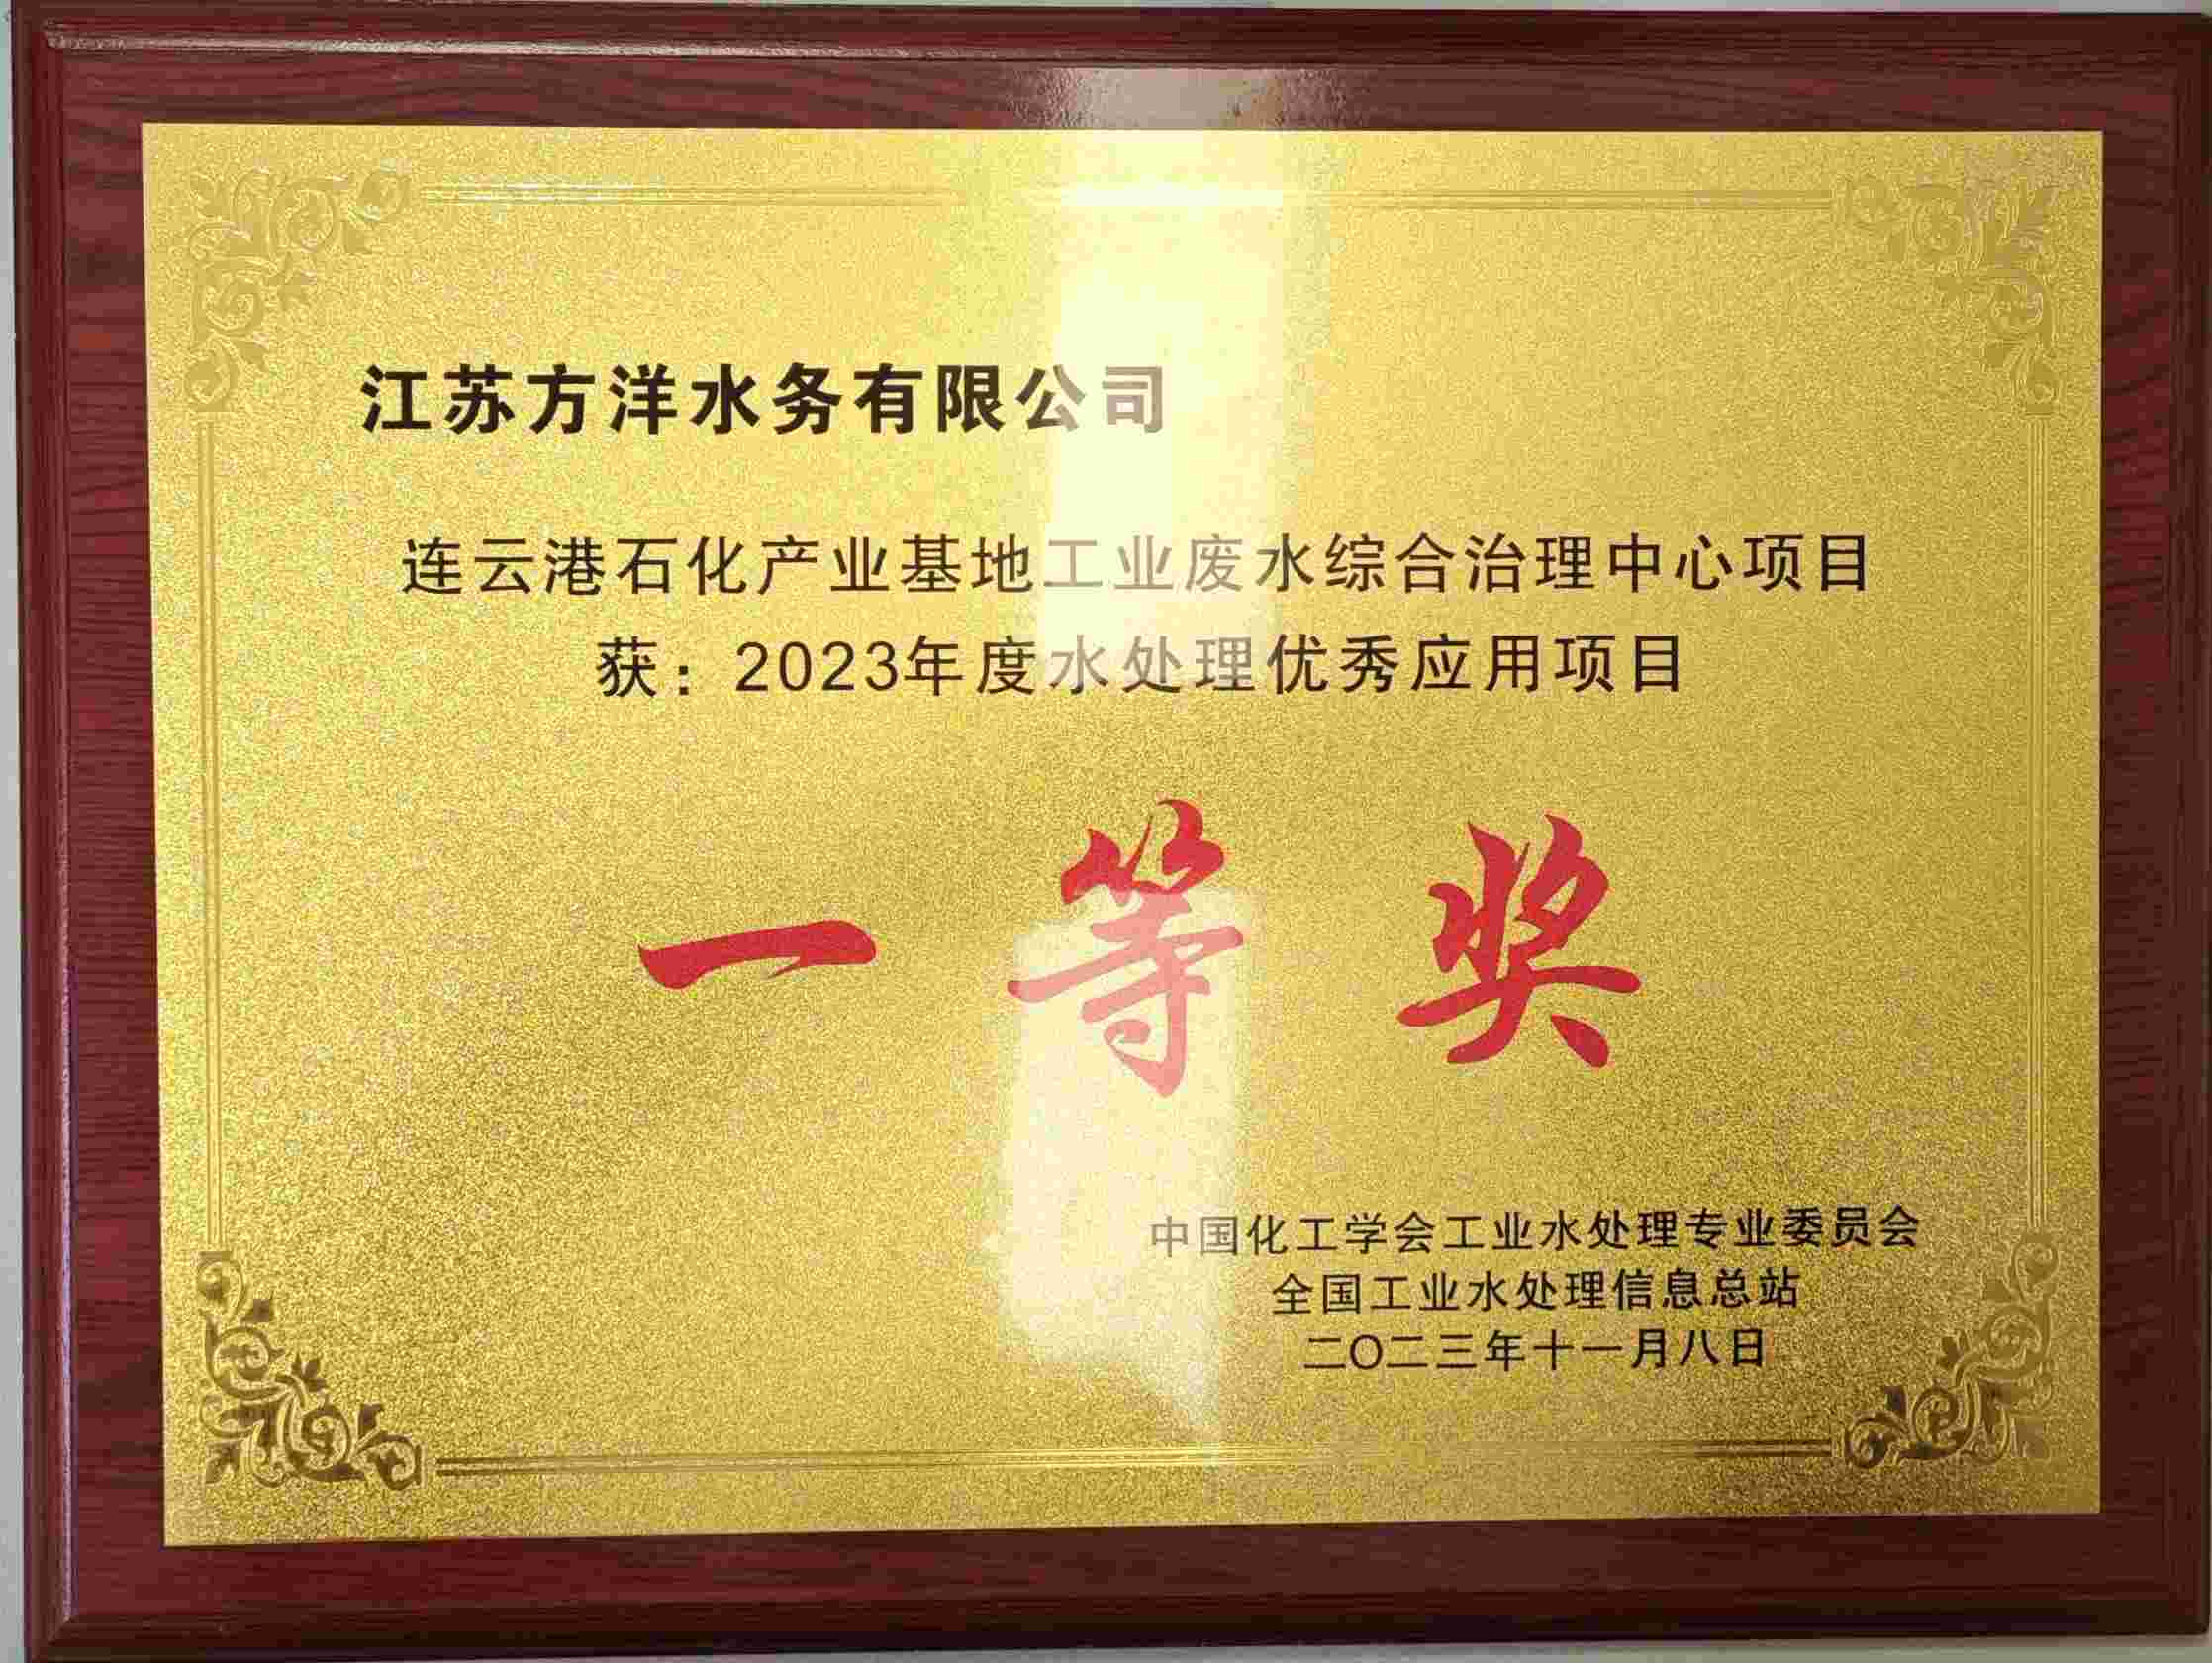 江苏方洋水务有限公司
连云港石化产业基地工业废水综合治理中心项目
获：2023年度水处理优秀应用项目
一等奖
中国化工学会工业水处理专业委员会
全国工业水处理信息总站
二〇二三年十一月八日